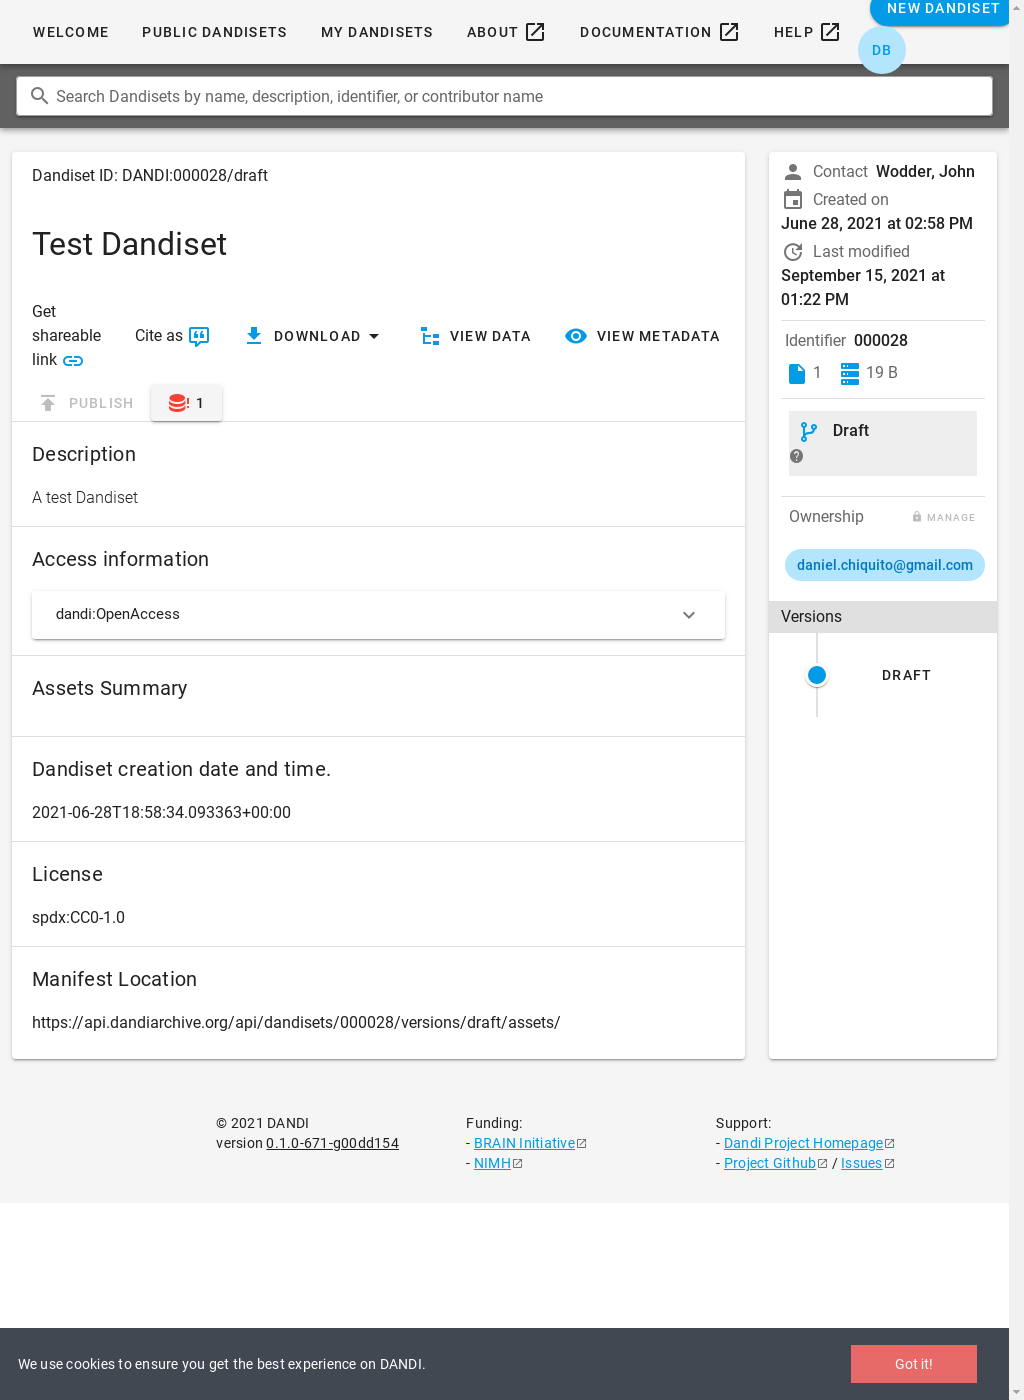 WELCOME
PUBLIC DANDISETS
MY DANDISETS
ABOUT
DOCUMENTATION
HELP
NEW DANDISET
DB
Search Dandisets by name, description, identifier, or contributor name
Dandiset ID: DANDI:000028/draft
Test Dandiset
Get
shareable
link
Cite as
DOWNLOAD
VIEW DATA
VIEW METADATA
PUBLISH
1
Description
A test Dandiset
Access information
dandi:OpenAccess
Assets Summary
Dandiset creation date and time.
2021-06-28T18:58:34.093363+00:00
License
spdx:CC0-1.0
Manifest Location
https://api.dandiarchive.org/api/dandisets/000028/versions/draft/assets/
Contact Wodder, John
Created on
June 28, 2021 at 02:58 PM
Last modified
September 15, 2021 at
01:22 PM
Identifier 000028
1
19 B
Draft
Ownership
MANAGE
daniel.chiquito@gmail.com
Versions
DRAFT
© 2021 DANDI
version 0.1.0-671-g00dd154
Funding:
- BRAIN Initiative
- NIMH
Support:
- Dandi Project Homepage
- Project Github / Issues
We use cookies to ensure you get the best experience on DANDI.
Got it!